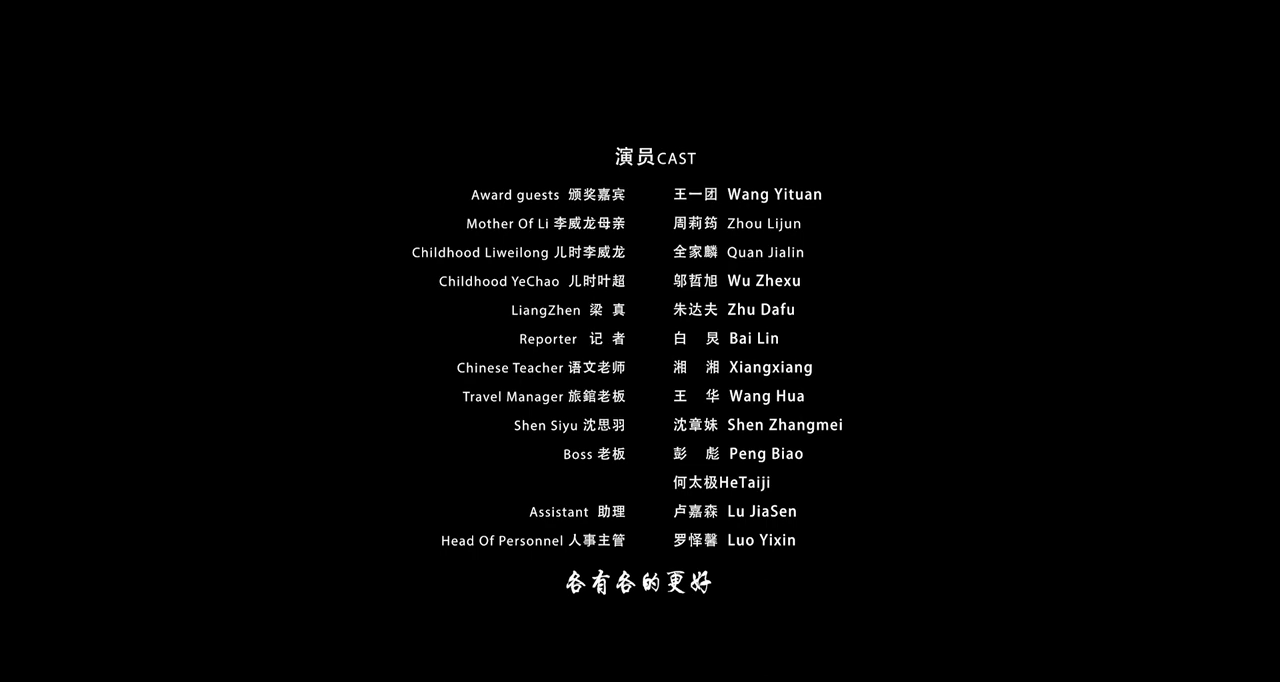 演员CAST
Award guests 颁奖嘉宾 王一团 Wang Yituan
Mother Of Li 李威龙母亲 周莉筠 Zhou Lijun
Childhood Liweilong 儿时李威龙 全家麟 Quan Jialin
Childhood YeChao 儿时叶超 邬哲旭 Wu Zhexu
LiangZhen 梁 真 朱达夫 Zhu Dafu
Reporter 记 者 白 炅 Bai Lin
Chinese Teacher 语文老师 湘 湘 Xiangxiang
Travel Manager 旅館老板 王 华 Wang Hua
Shen Siyu 沈思羽 沈章妹 Shen Zhangmei
Boss 老板 彭 彪 Peng Biao
何太极HeTaiji
Assistant 助理 卢嘉森 Lu JiaSen
Head Of Personnel 人事主管 罗怿馨 Luo Yixin
各有各的更好